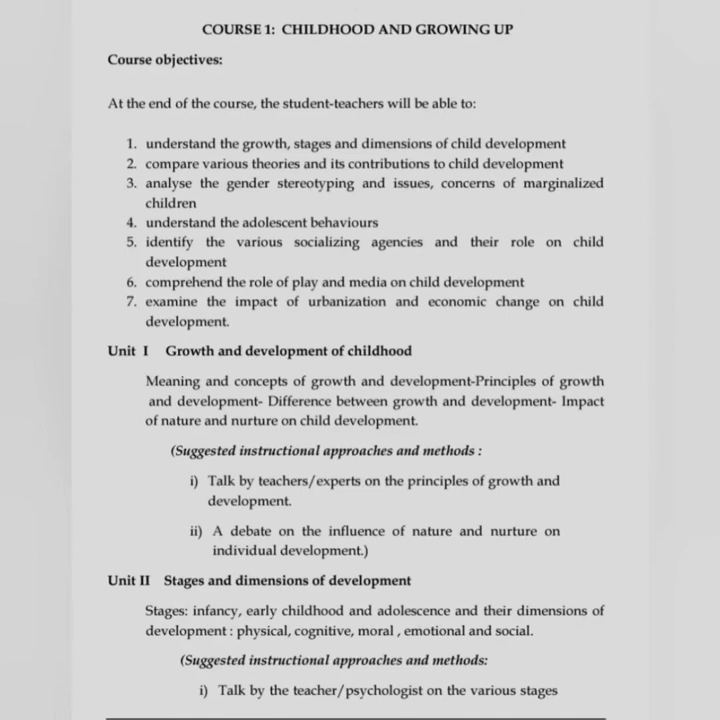 COURSE 1: CHILDHOOD AND GROWING UP
Course objectives:
At the end of the course, the student-teachers will be able to:
1. understand the growth, stages and dimensions of child development
2. compare various theories and its contributions to child development
3. analyse the gender stereotyping and issues, concerns of marginalized
children
4. understand the adolescent behaviours
5. identify the various socializing agencies and their role on child
development
6. comprehend the role of play and media on child development
7. examine the impact of urbanization and economic change on child
development.
Unit I Growth and development of childhood
Meaning and concepts of growth and development-Principles of growth
and development- Difference between growth and development- Impact
of nature and nurture on child development.
(Suggested instructional approaches and methods :
i) Talk by teachers/experts on the principles of growth and
development.
ii) A debate on the influence of nature and nurture on
individual development.)
Unit II Stages and dimensions of development
Stages: infancy, early childhood and adolescence and their dimensions of
development : physical, cognitive, moral , emotional and social.
(Suggested instructional approaches and methods:
i) Talk by the teacher/psychologist on the various stages